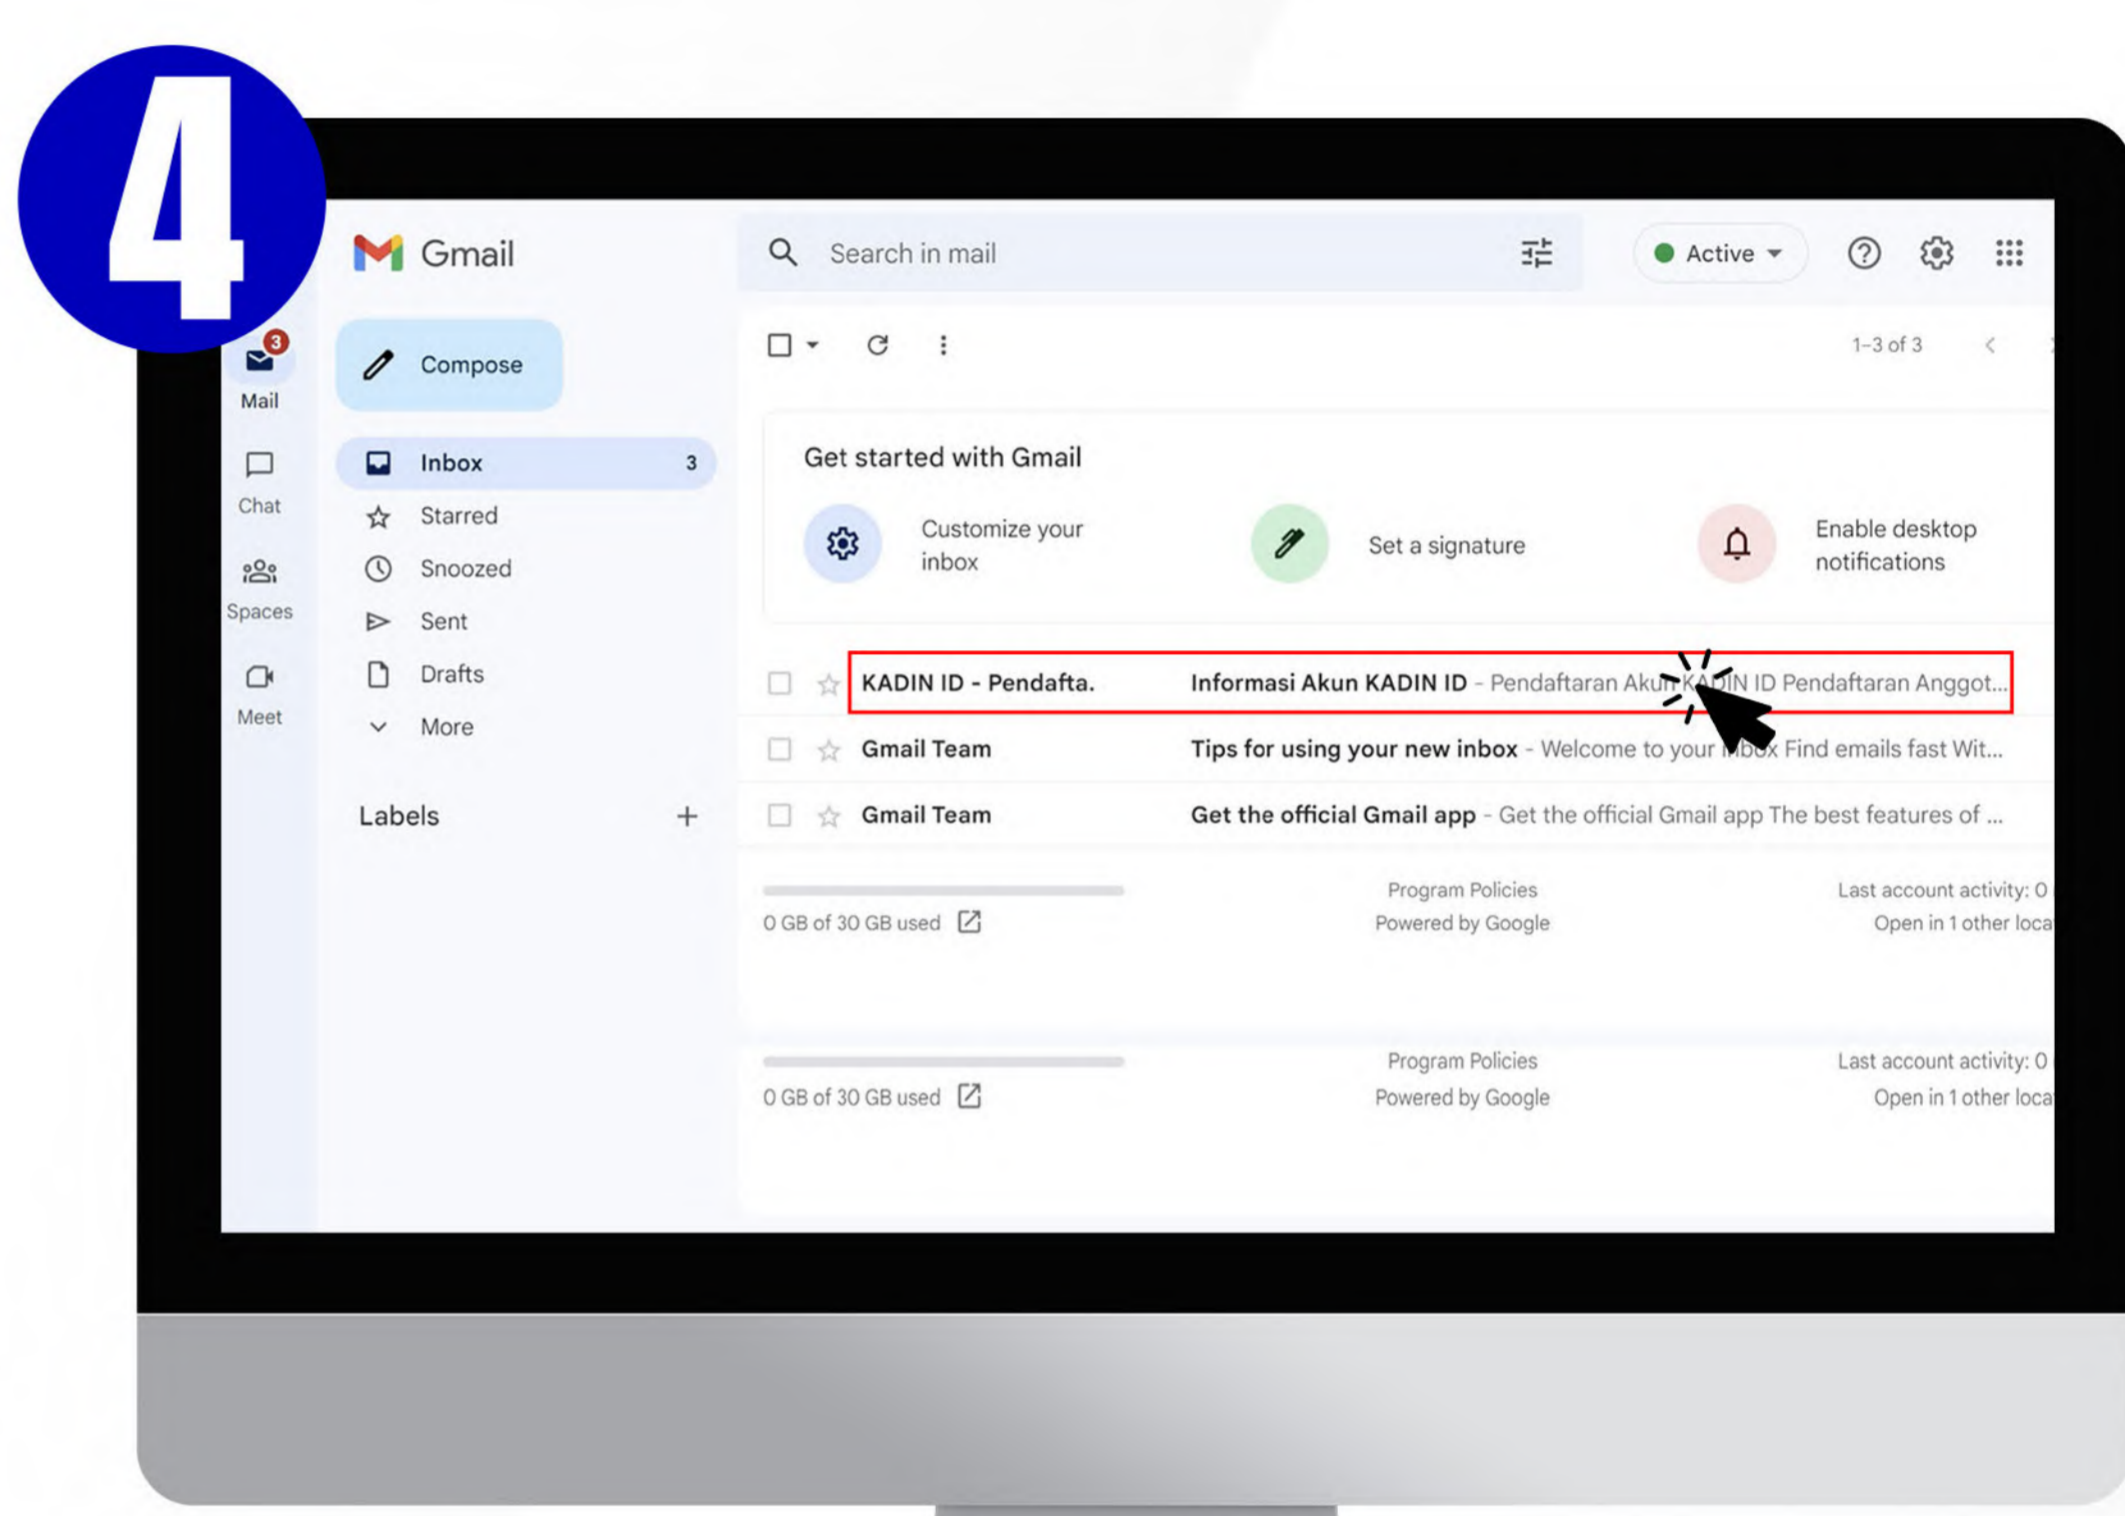 4
Gmail
Search in mail
Active
3
Mail
Compose
1–3 of 3
Inbox 3
Chat
Starred
Snoozed
Spaces
Sent
Drafts
Meet
More
Labels
Get started with Gmail
Customize your
inbox
Set a signature
Enable desktop
notifications
KADIN ID - Pendafta. Informasi Akun KADIN ID - Pendaftaran Akun KADIN ID Pendaftaran Anggot...
Gmail Team Tips for using your new inbox - Welcome to your inbox Find emails fast Wit...
Gmail Team Get the official Gmail app - Get the official Gmail app The best features of ...
Program Policies Last account activity: 0
0 GB of 30 GB used Powered by Google Open in 1 other loca
Program Policies Last account activity: 0
0 GB of 30 GB used Powered by Google Open in 1 other loca